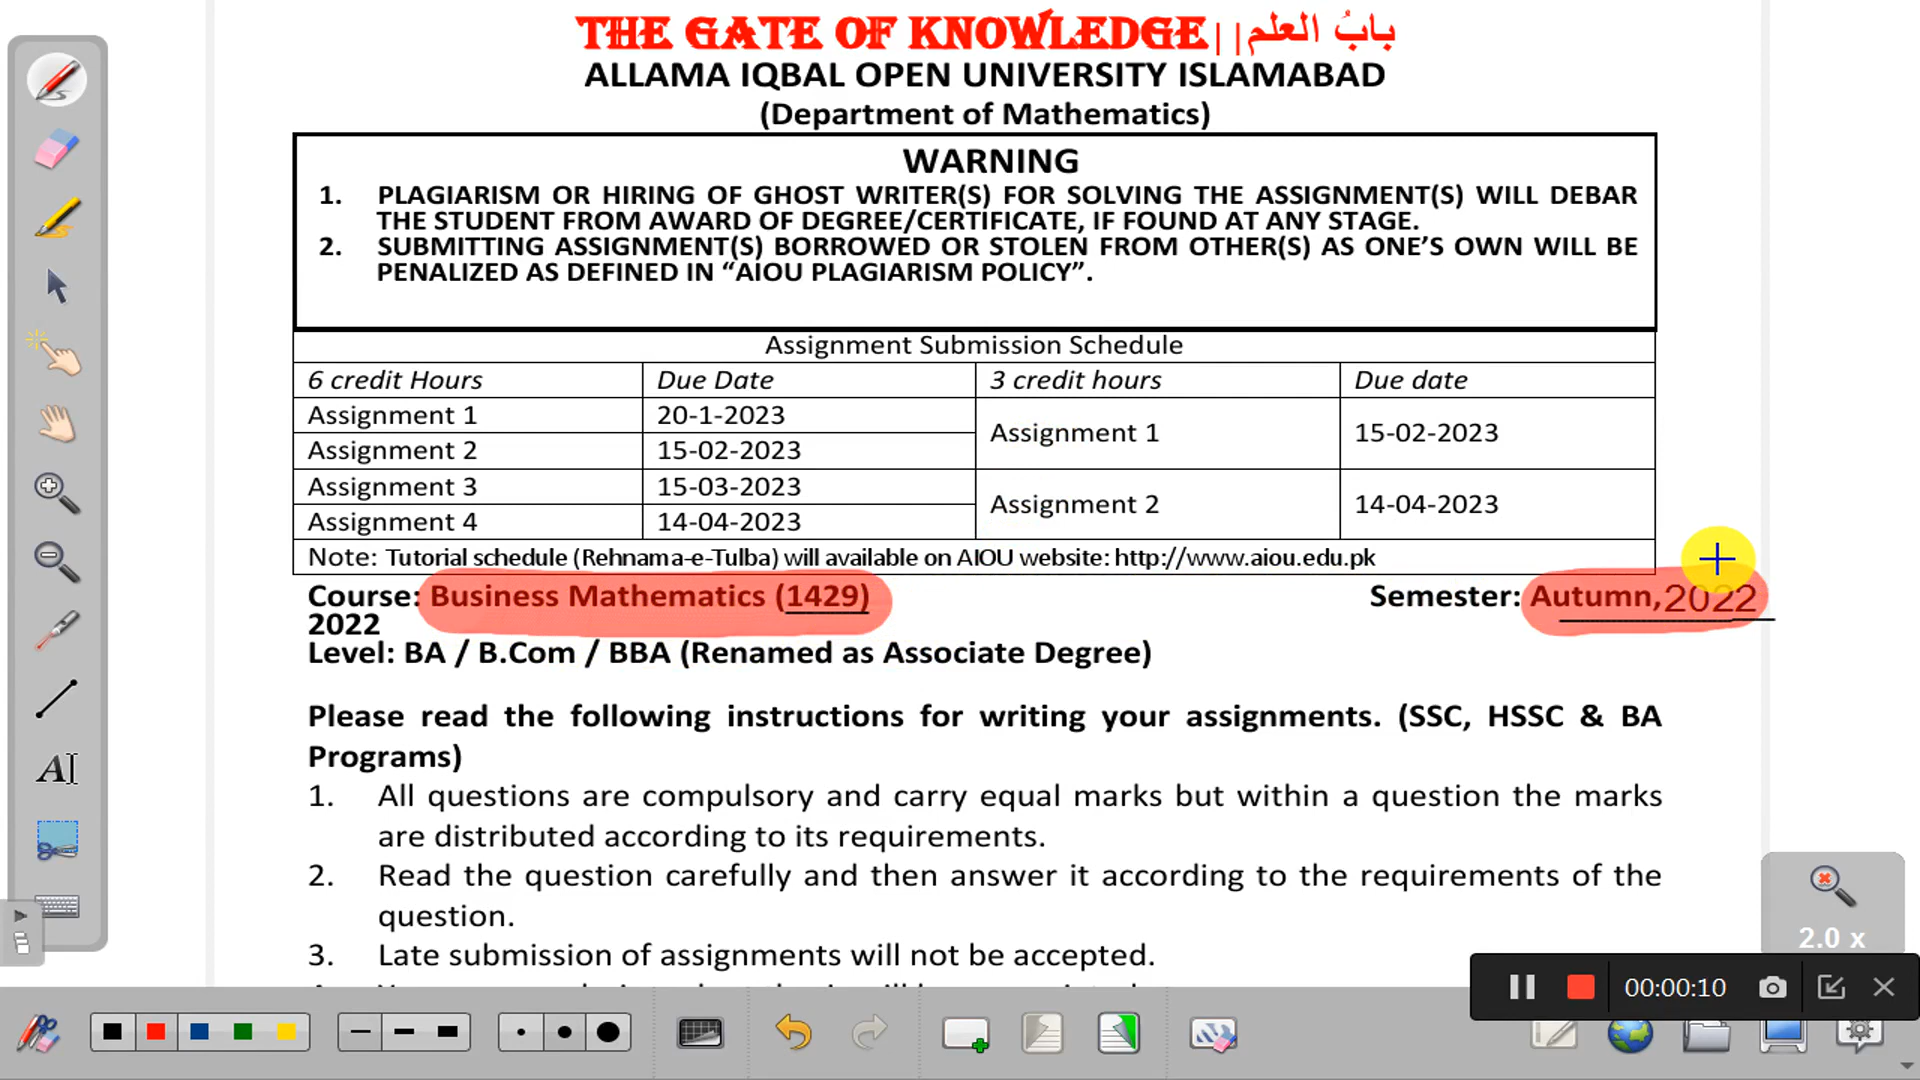 THE GATE OF KNOWLEDGE||بابُ العلم
ALLAMA IQBAL OPEN UNIVERSITY ISLAMABAD
(Department of Mathematics)
WARNING
1. PLAGIARISM OR HIRING OF GHOST WRITER(S) FOR SOLVING THE ASSIGNMENT(S) WILL DEBAR
THE STUDENT FROM AWARD OF DEGREE/CERTIFICATE, IF FOUND AT ANY STAGE.
2. SUBMITTING ASSIGNMENT(S) BORROWED OR STOLEN FROM OTHER(S) AS ONE’S OWN WILL BE
PENALIZED AS DEFINED IN “AIOU PLAGIARISM POLICY”.
Assignment Submission Schedule
6 credit Hours Due Date 3 credit hours Due date
Assignment 1 20-1-2023
Assignment 1 15-02-2023
Assignment 2 15-02-2023
Assignment 3 15-03-2023
Assignment 2 14-04-2023
Assignment 4 14-04-2023
Note: Tutorial schedule (Rehnama-e-Tulba) will available on AIOU website: http://www.aiou.edu.pk
Course: Business Mathematics (1429) Semester: Autumn,2022
2022
Level: BA / B.Com / BBA (Renamed as Associate Degree)
Please read the following instructions for writing your assignments. (SSC, HSSC & BA
Programs)
1. All questions are compulsory and carry equal marks but within a question the marks
are distributed according to its requirements.
2. Read the question carefully and then answer it according to the requirements of the
question.
3. Late submission of assignments will not be accepted.
2.0 x
00:00:10